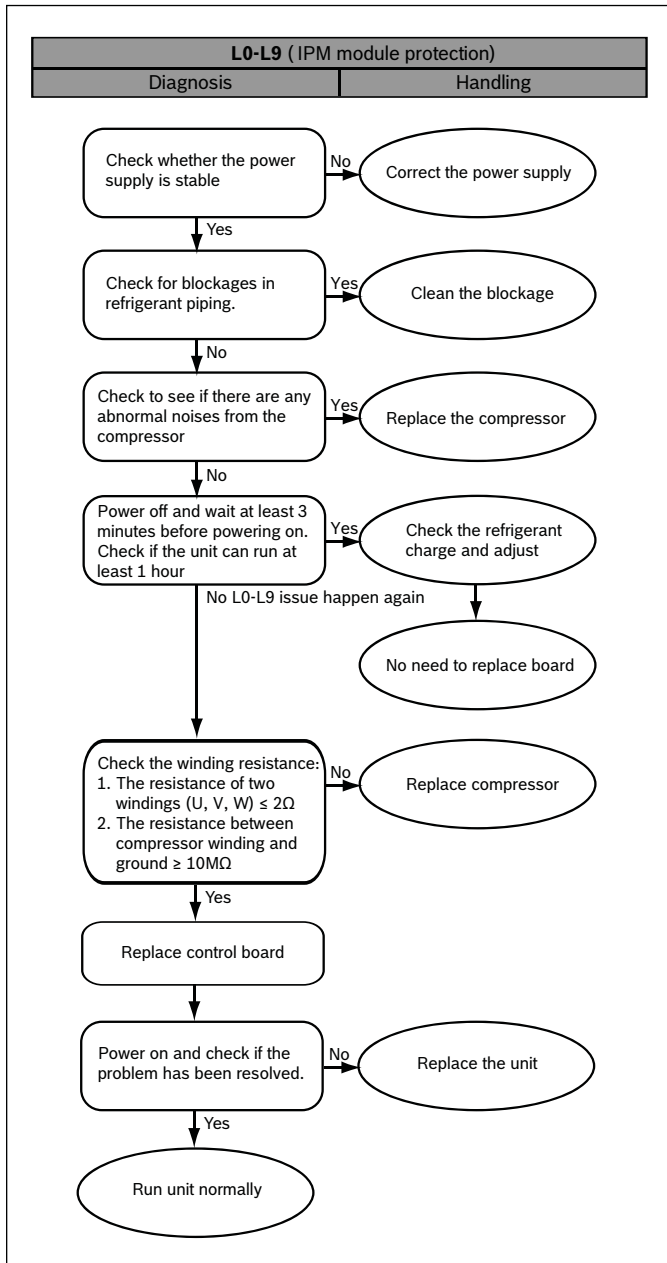 L0-L9 ( IPM module protection)
Diagnosis
Handling
Check whether the power
supply is stable
No
Correct the power supply
Yes
Check for blockages in
refrigerant piping.
Yes
Clean the blockage
No
Check to see if there are any
abnormal noises from the
compressor
Yes
Replace the compressor
No
Power off and wait at least 3
minutes before powering on.
Check if the unit can run at
least 1 hour
Yes
Check the refrigerant
charge and adjust
No L0-L9 issue happen again
No need to replace board
Check the winding resistance:
1. The resistance of two
windings (U, V, W) ≤ 2Ω
2. The resistance between
compressor winding and
ground ≥ 10MΩ
No
Replace compressor
Yes
Replace control board
Power on and check if the
problem has been resolved.
No
Replace the unit
Yes
Run unit normally